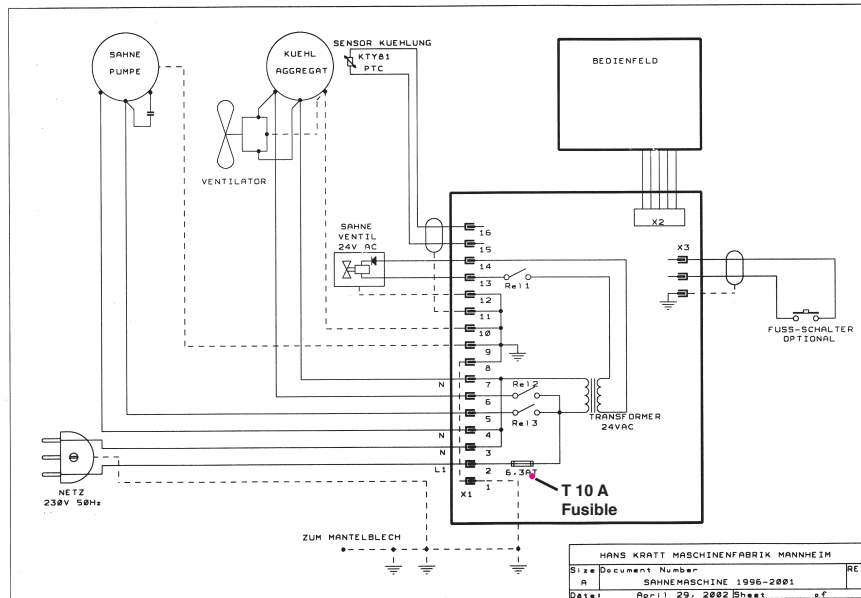 SAHNE
PUMPE
KUEHL
AGGREGAT
SENSOR KUEHLUNG
KTY81
PTC
BEDIENFELD
VENTILATOR
X2
SAHNE
VENTIL
24V AC
16
15
14
13
12
11
10
9
8
7
6
5
4
3
2
1
Rel1
X3
FUSS-SCHALTER
OPTIONAL
N
Rel2
Rel3
TRANSFORMER
24VAC
N
N
L1
6,3AT
X1
T 10 A
Fusible
NETZ
230V 50Hz
ZUM MANTELBLECH
HANS KRATT MASCHINENFABRIK MANNHEIM
Size Document Number
RE
A SAHNEMASCHINE 1996-2001
Date: April 29, 2002 Sheet of